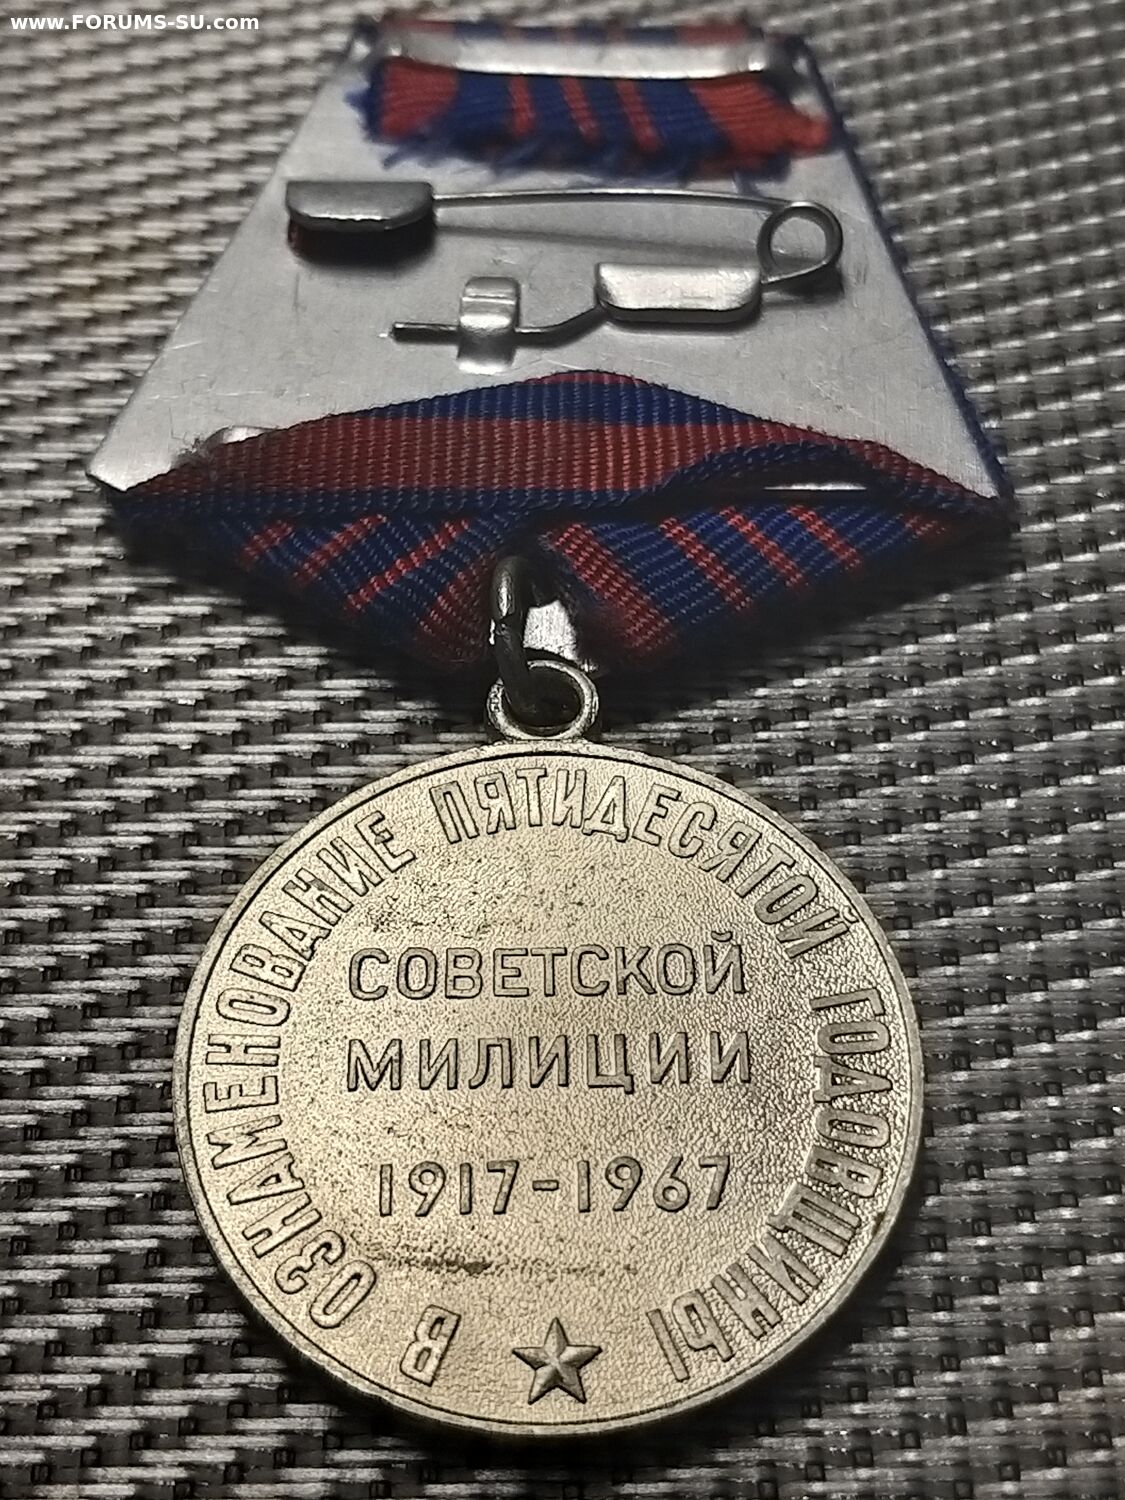 www.FORUMS-SU.com
В ОЗНАМЕНОВАНИЕ ПЯТИДЕСЯТОЙ ГОДОВЩИНЫ
СОВЕТСКОЙ
МИЛИЦИИ
1917-1967